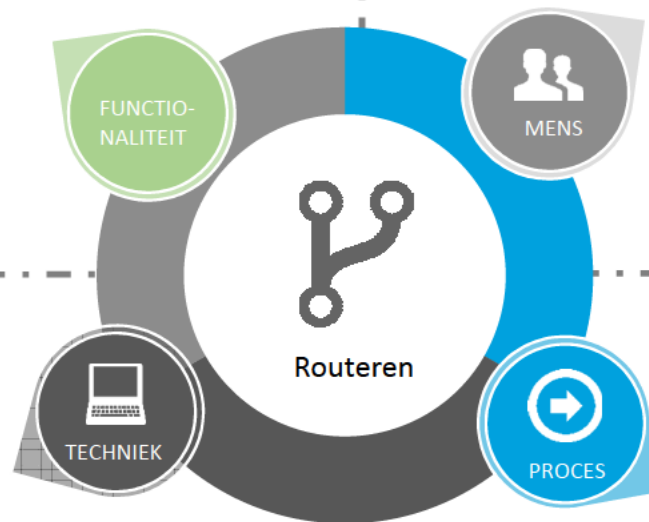 FUNCTIO-
NALITEIT
MENS
Routeren
TECHNIEK
PROCES